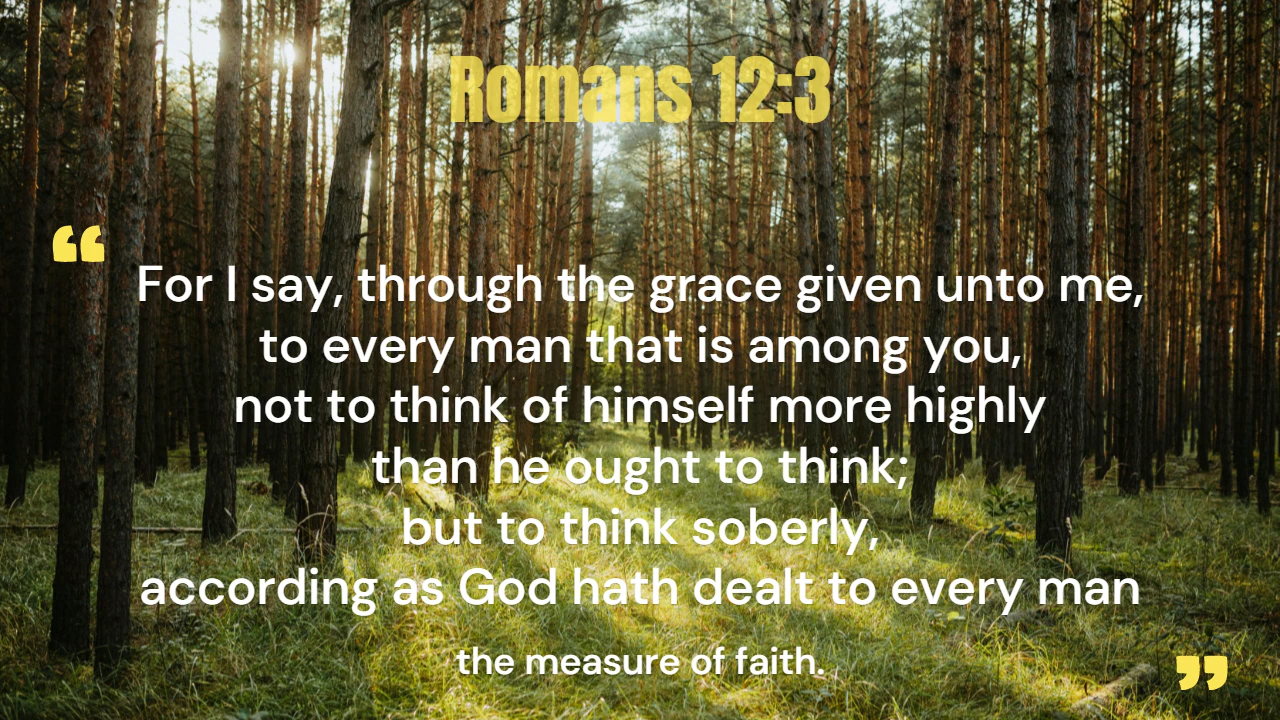 Romans 12:3
“
For I say, through the grace given unto me,
to every man that is among you,
not to think of himself more highly
than he ought to think;
but to think soberly,
according as God hath dealt to every man
the measure of faith.
”